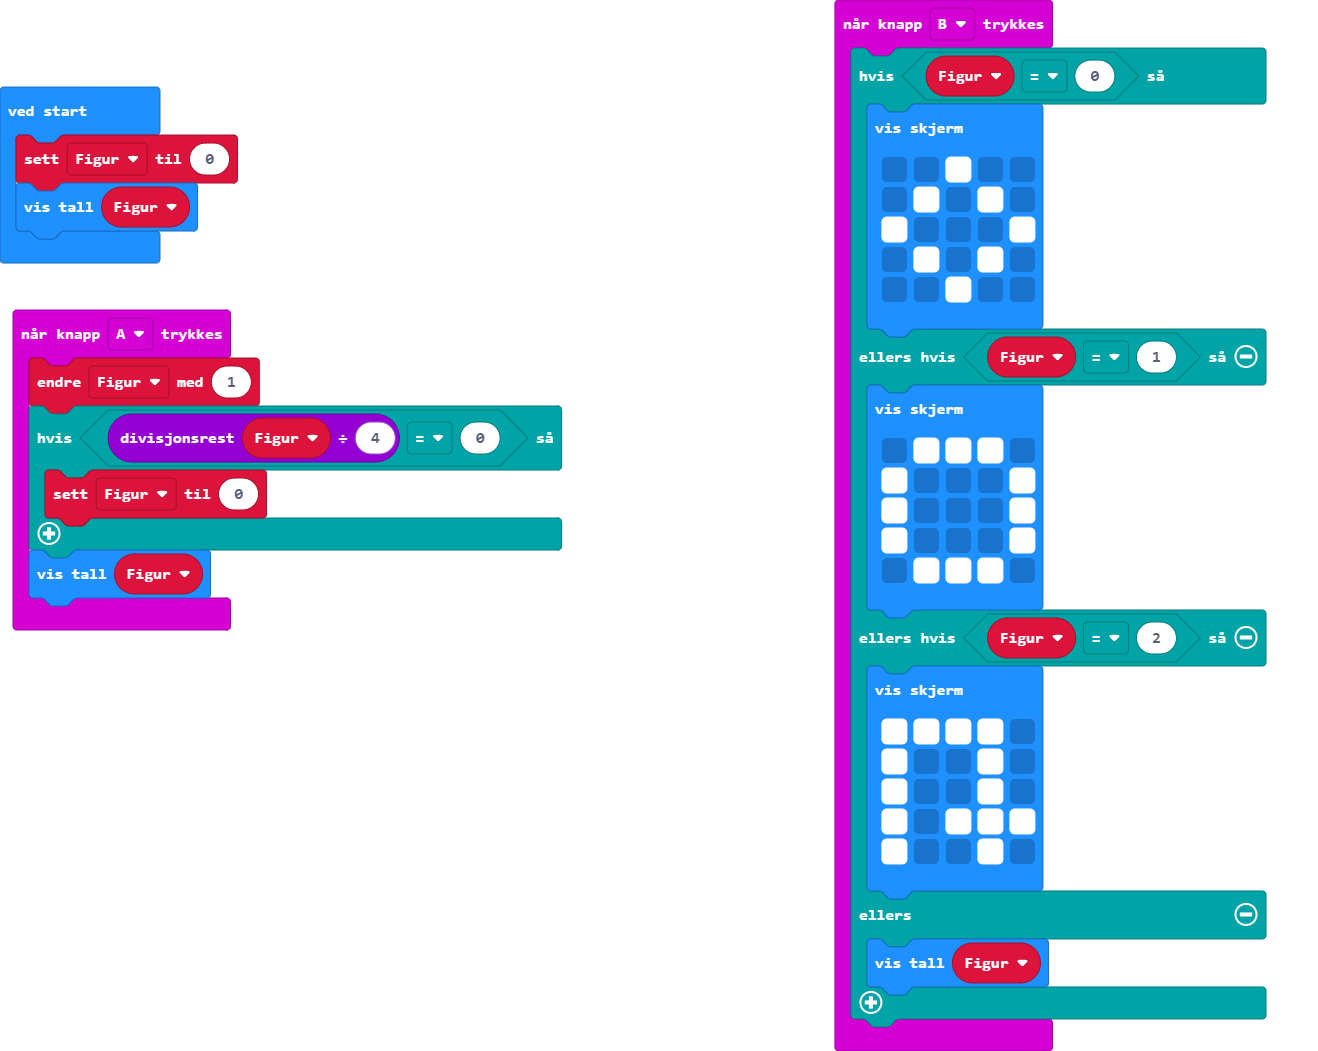 ved start
sett Figur til 0
vis tall Figur
når knapp A trykkes
endre Figur med 1
hvis divisjonsrest Figur ÷ 4 = 0 så
sett Figur til 0
vis tall Figur
når knapp B trykkes
hvis Figur = 0 så
vis skjerm
ellers hvis Figur = 1 så
vis skjerm
ellers hvis Figur = 2 så
vis skjerm
ellers
vis tall Figur